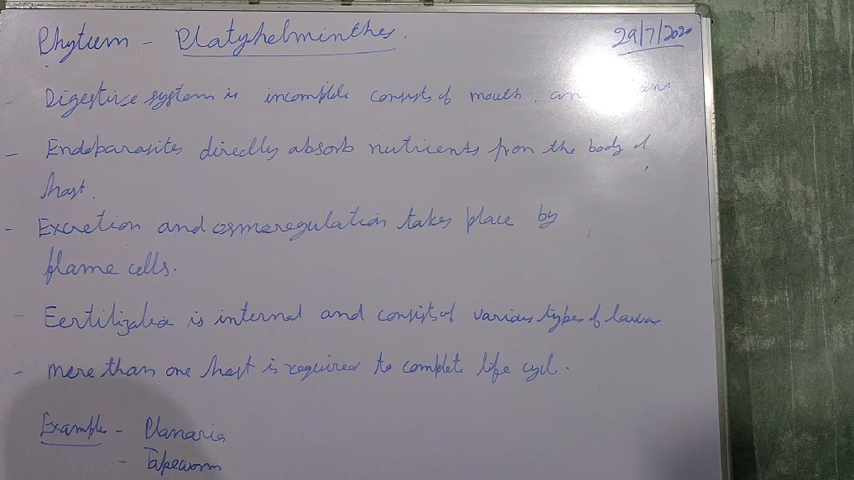 Phylum - Platyhelminthes.
29/7/2020
- Digestive system is incomplete consists of mouth, an
- Endoparasites directly absorb nutrients from the body of
host.
- Excretion and osmoregulation takes place by
flame cells.
- Fertilization is internal and consists of various types of larva
- more than one host is required to complete life cycl.
Example - Planaria
- Tapeworm